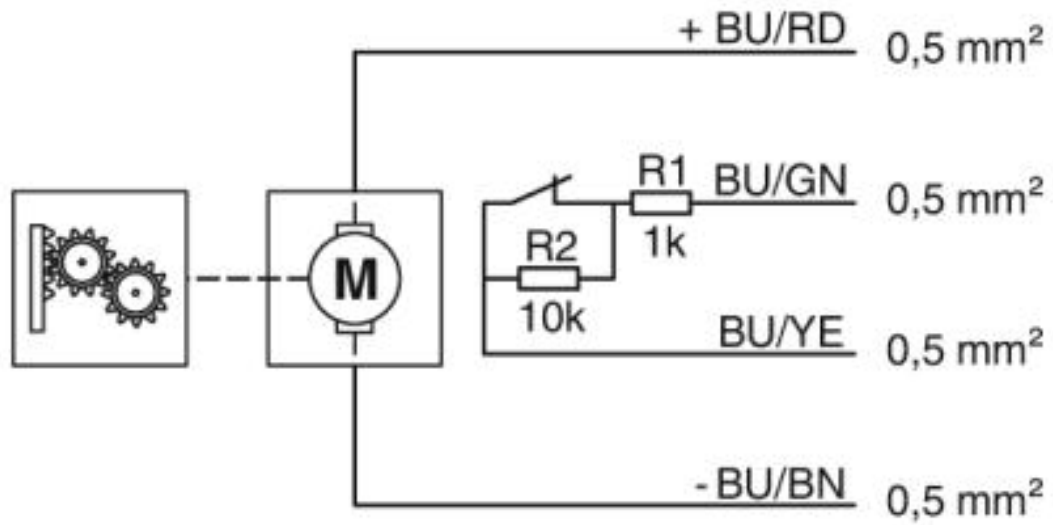 + BU/RD 0,5 mm²
R1 BU/GN 0,5 mm²
1k
R2
10k
M
BU/YE 0,5 mm²
- BU/BN 0,5 mm²